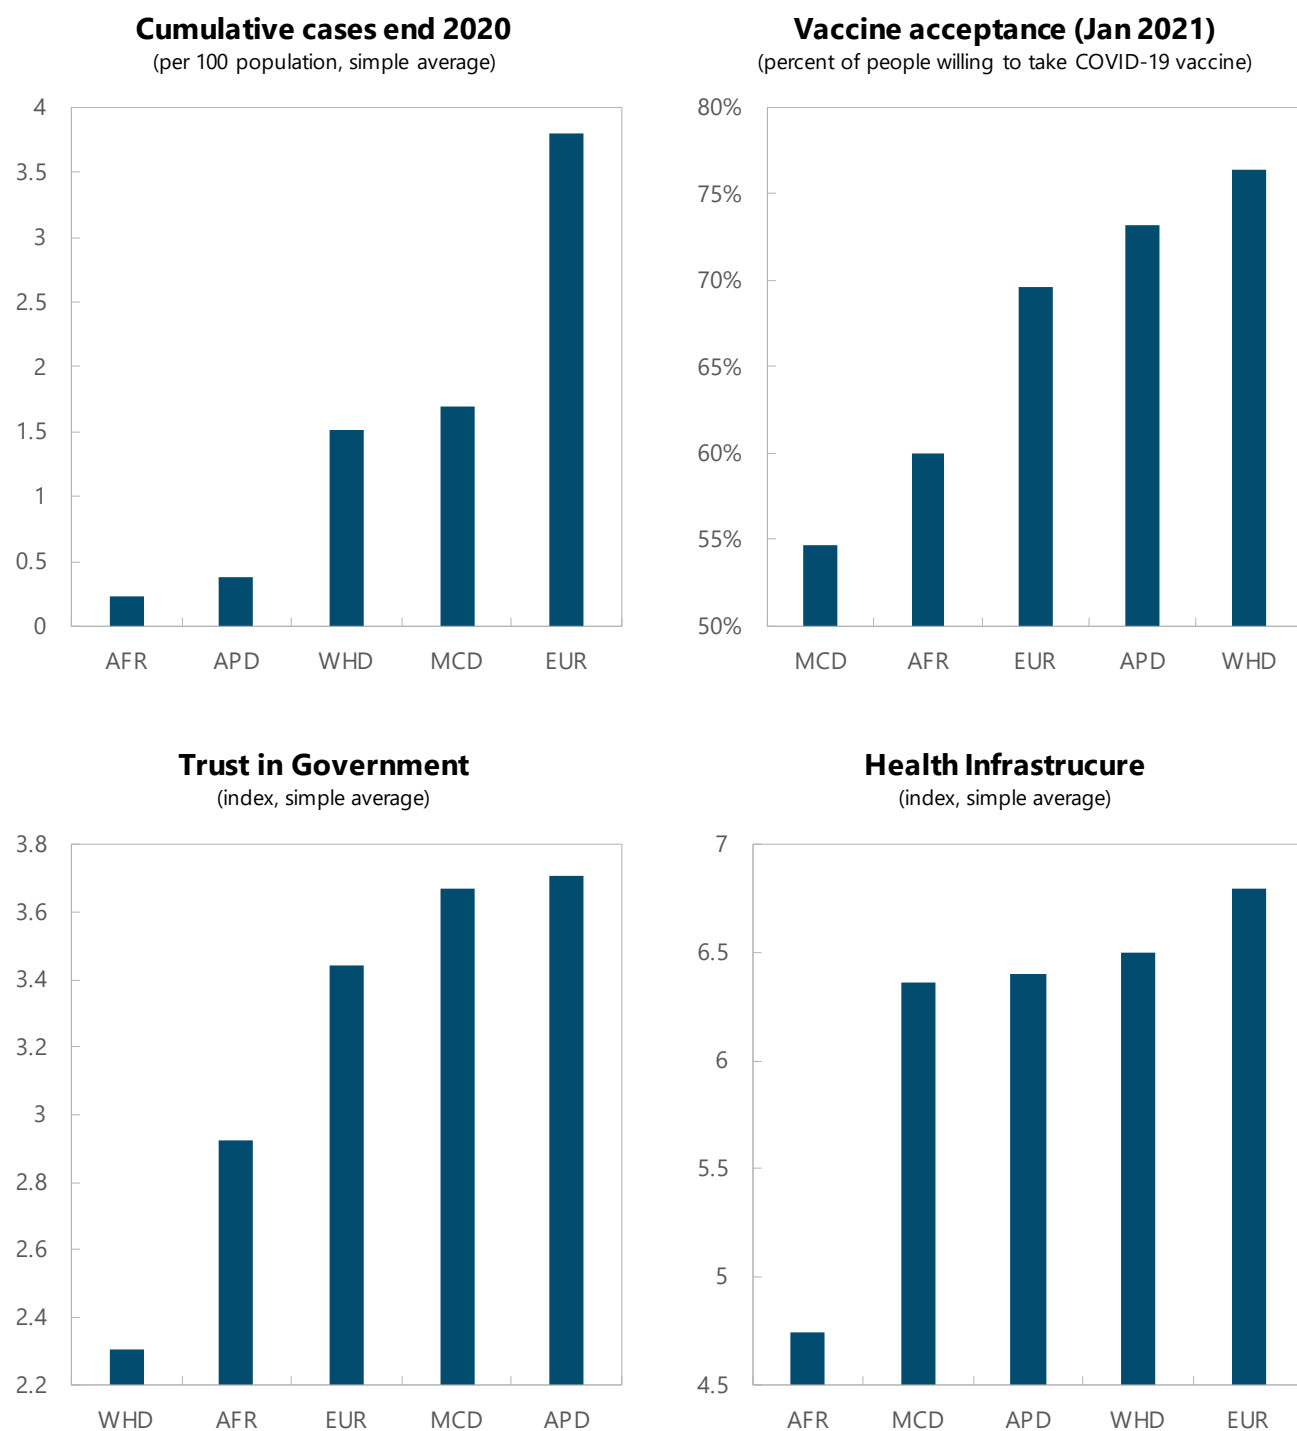 Cumulative cases end 2020
(per 100 population, simple average)
4
3.5
3
2.5
2
1.5
1
0.5
0
AFR APD WHD MCD EUR
Vaccine acceptance (Jan 2021)
(percent of people willing to take COVID-19 vaccine)
80%
75%
70%
65%
60%
55%
50%
MCD AFR EUR APD WHD
Trust in Government
(index, simple average)
3.8
3.6
3.4
3.2
3
2.8
2.6
2.4
2.2
WHD AFR EUR MCD APD
Health Infrastrucure
(index, simple average)
7
6.5
6
5.5
5
4.5
AFR MCD APD WHD EUR